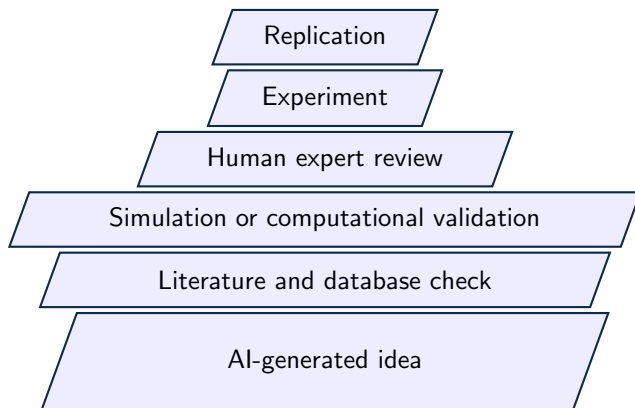 Replication
Experiment
Human expert review
Simulation or computational validation
Literature and database check
AI-generated idea